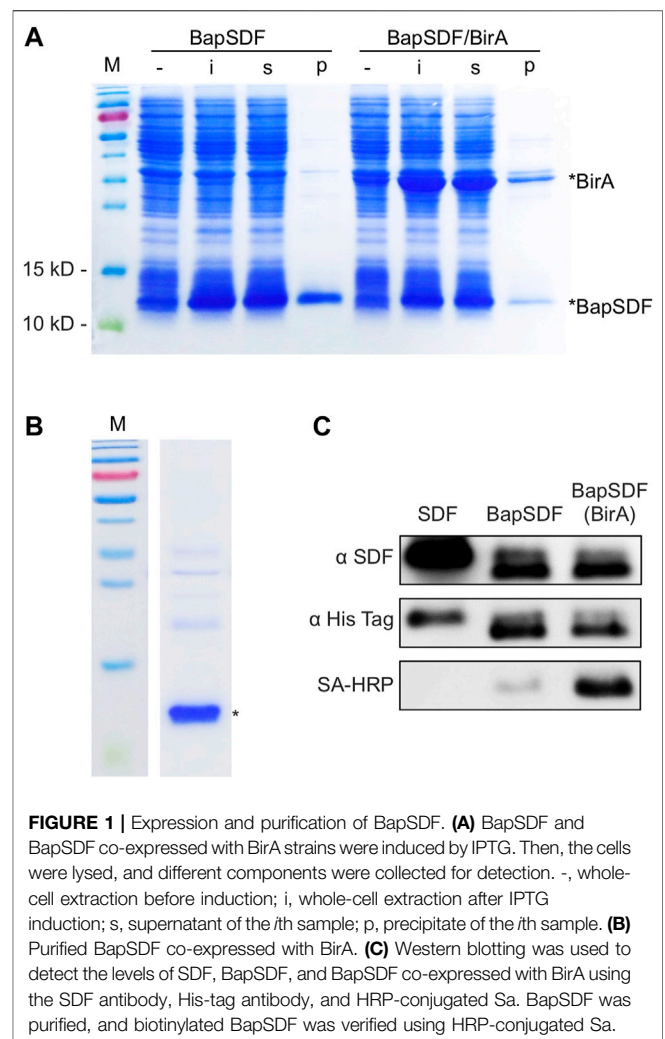 A
BapSDF BapSDF/BirA
M - i s p - i s p
*BirA
15 kD -
*BapSDF
10 kD -
B
M
*
C
SDF BapSDF BapSDF
(BirA)
α SDF
α His Tag
SA-HRP
FIGURE 1 | Expression and purification of BapSDF. (A) BapSDF and
BapSDF co-expressed with BirA strains were induced by IPTG. Then, the cells
were lysed, and different components were collected for detection. -, whole-
cell extraction before induction; i, whole-cell extraction after IPTG
induction; s, supernatant of the ith sample; p, precipitate of the ith sample. (B)
Purified BapSDF co-expressed with BirA. (C) Western blotting was used to
detect the levels of SDF, BapSDF, and BapSDF co-expressed with BirA using
the SDF antibody, His-tag antibody, and HRP-conjugated Sa. BapSDF was
purified, and biotinylated BapSDF was verified using HRP-conjugated Sa.